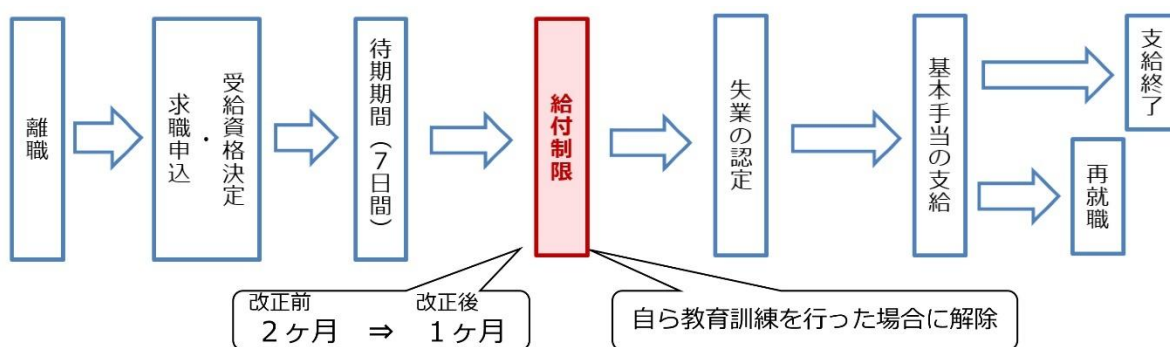 離職
受給資格決定
・
求職申込
待期期間（7日間）
給付制限
失業の認定
基本手当の支給
支給終了
再就職
改正前 改正後
２ヶ月 ⇒ １ヶ月
自ら教育訓練を行った場合に解除